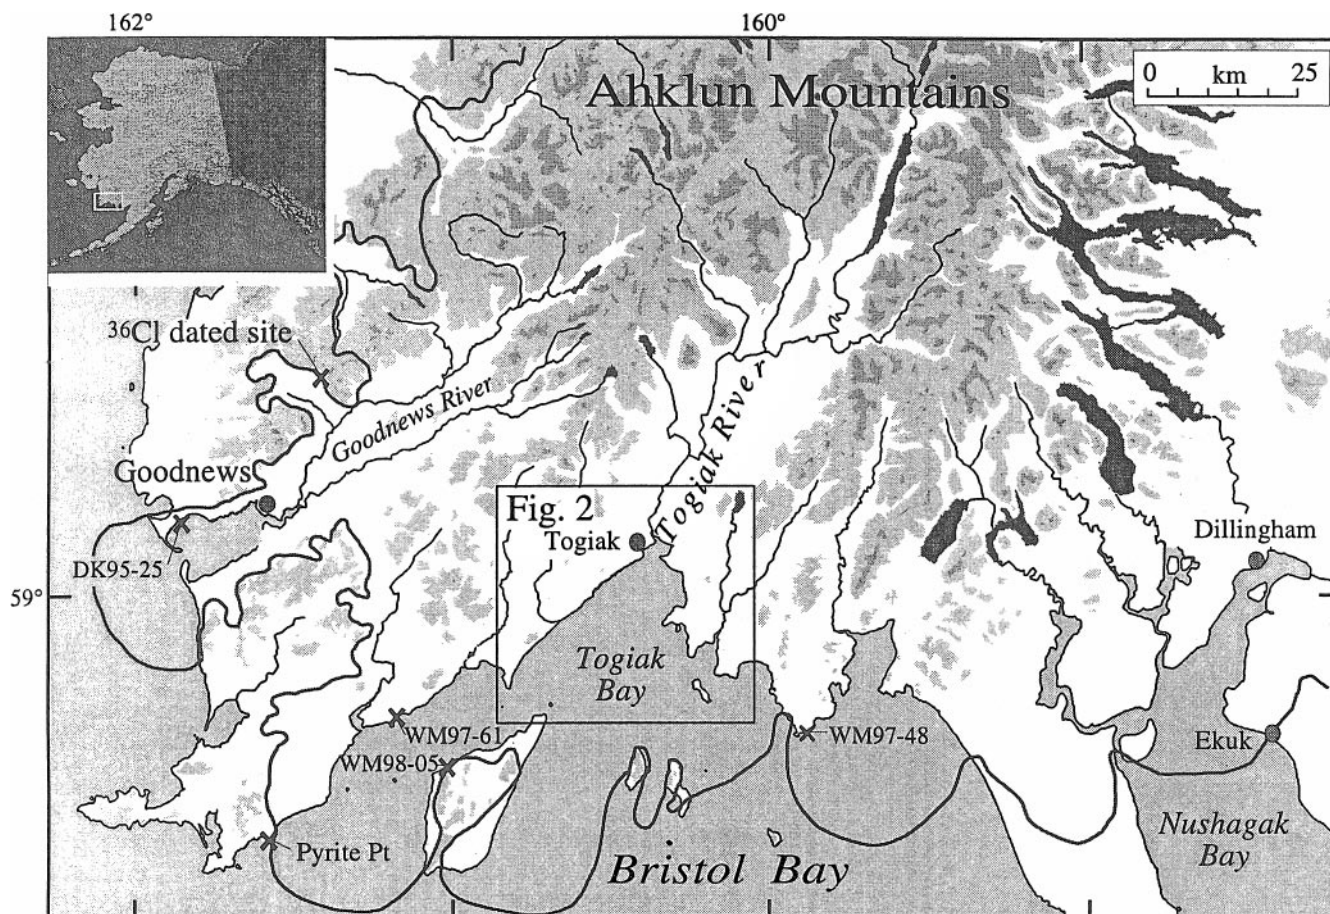 162°
160°
Ahklun Mountains
0 km 25
36Cl dated site
Goodnews River
Togiak River
Goodnews
Fig. 2
Togiak
Dillingham
DK95-25
59°
Togiak
Bay
WM97-61
WM97-48
WM98-05
Ekuk
Pyrite Pt
Nushagak
Bay
Bristol Bay